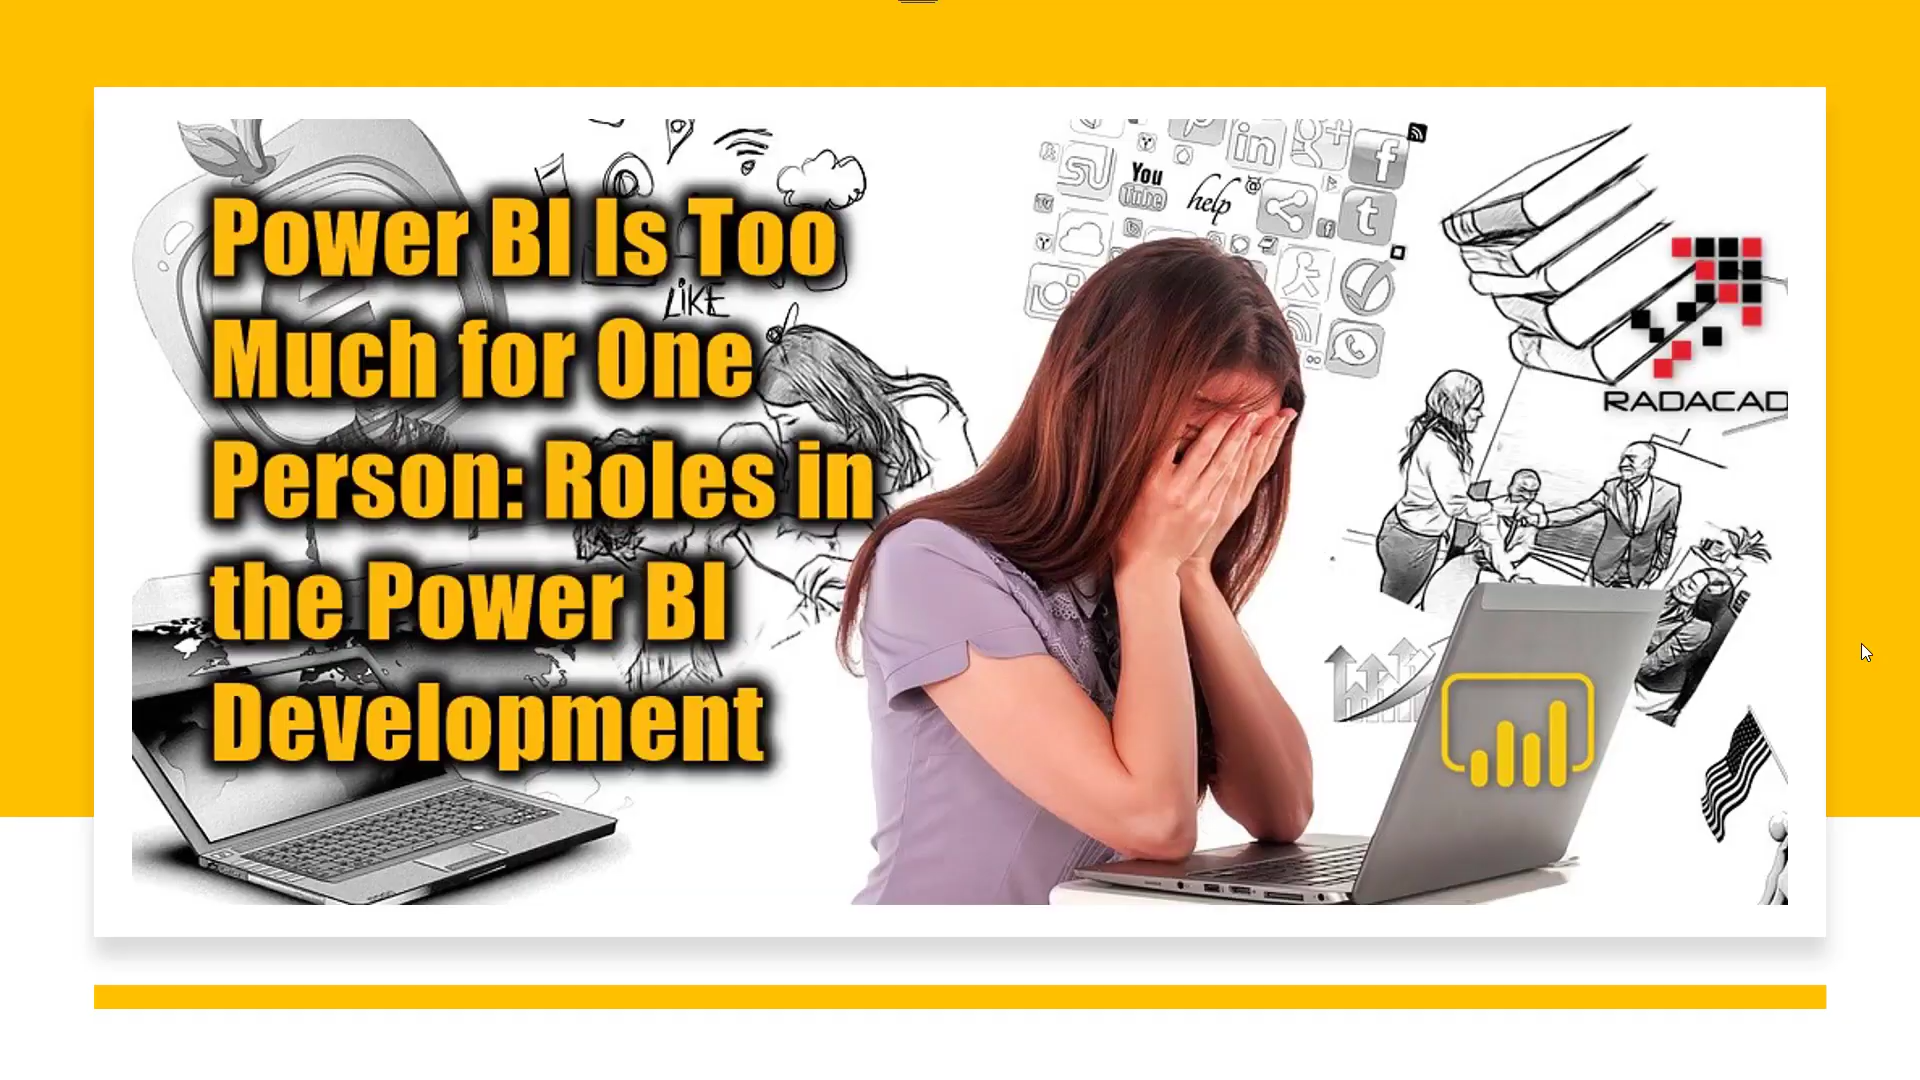 Power BI Is Too
Much for One
Person: Roles in
the Power BI
Development
LIKE
You
Tube
help
in
g+
f
t
RADACAD